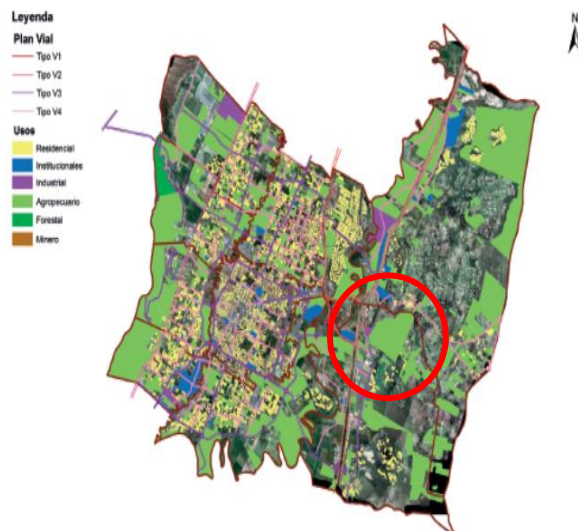 Leyenda
Plan Vial
Tipo V1
Tipo V2
Tipo V3
Tipo V4
Usos
Residencial
Institucionales
Industrial
Agropecuario
Forestal
Minero
N